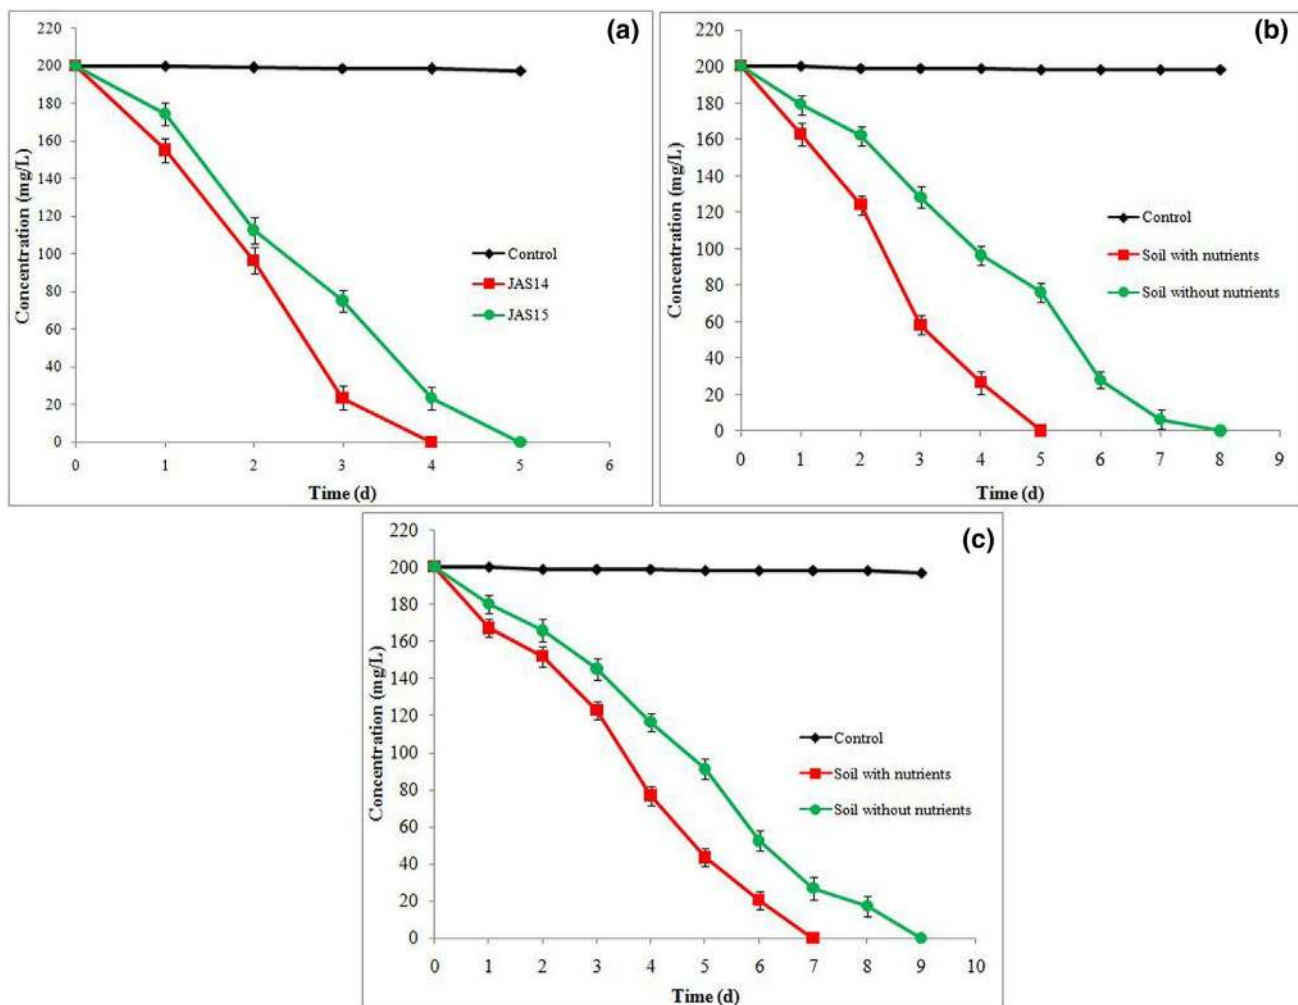 (a)
220
200
180
160
140
120
100
80
60
40
20
0
Concentration (mg/L)
0 1 2 3 4 5 6
Time (d)
Control
JAS14
JAS15
(b)
220
200
180
160
140
120
100
80
60
40
20
0
Concentration (mg/L)
0 1 2 3 4 5 6 7 8 9
Time (d)
Control
Soil with nutrients
Soil without nutrients
(c)
220
200
180
160
140
120
100
80
60
40
20
0
Concentration (mg/L)
0 1 2 3 4 5 6 7 8 9 10
Time (d)
Control
Soil with nutrients
Soil without nutrients